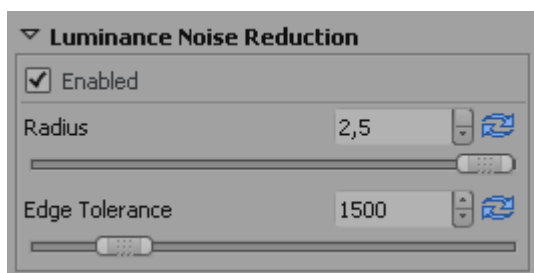 Luminance Noise Reduction
Enabled
Radius 2,5
Edge Tolerance 1500